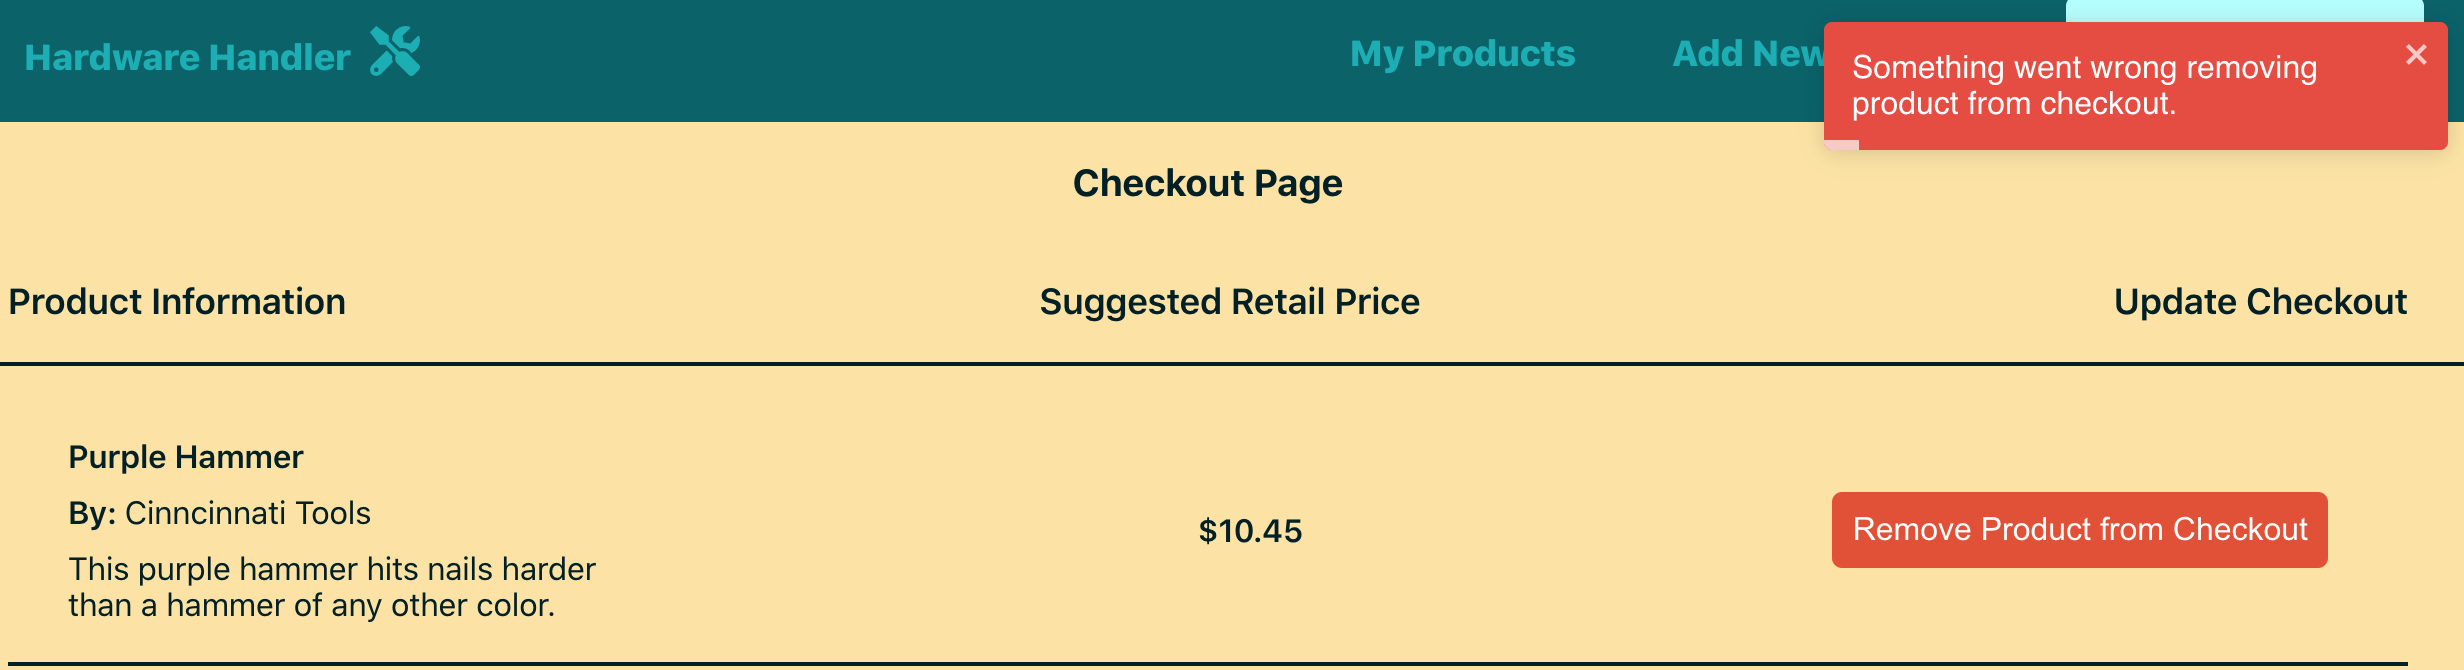 Hardware Handler
My Products
Add New
Something went wrong removing
product from checkout.
Checkout Page
Product Information
Suggested Retail Price
Update Checkout
Purple Hammer
By: Cinncinnati Tools
This purple hammer hits nails harder
than a hammer of any other color.
$10.45
Remove Product from Checkout